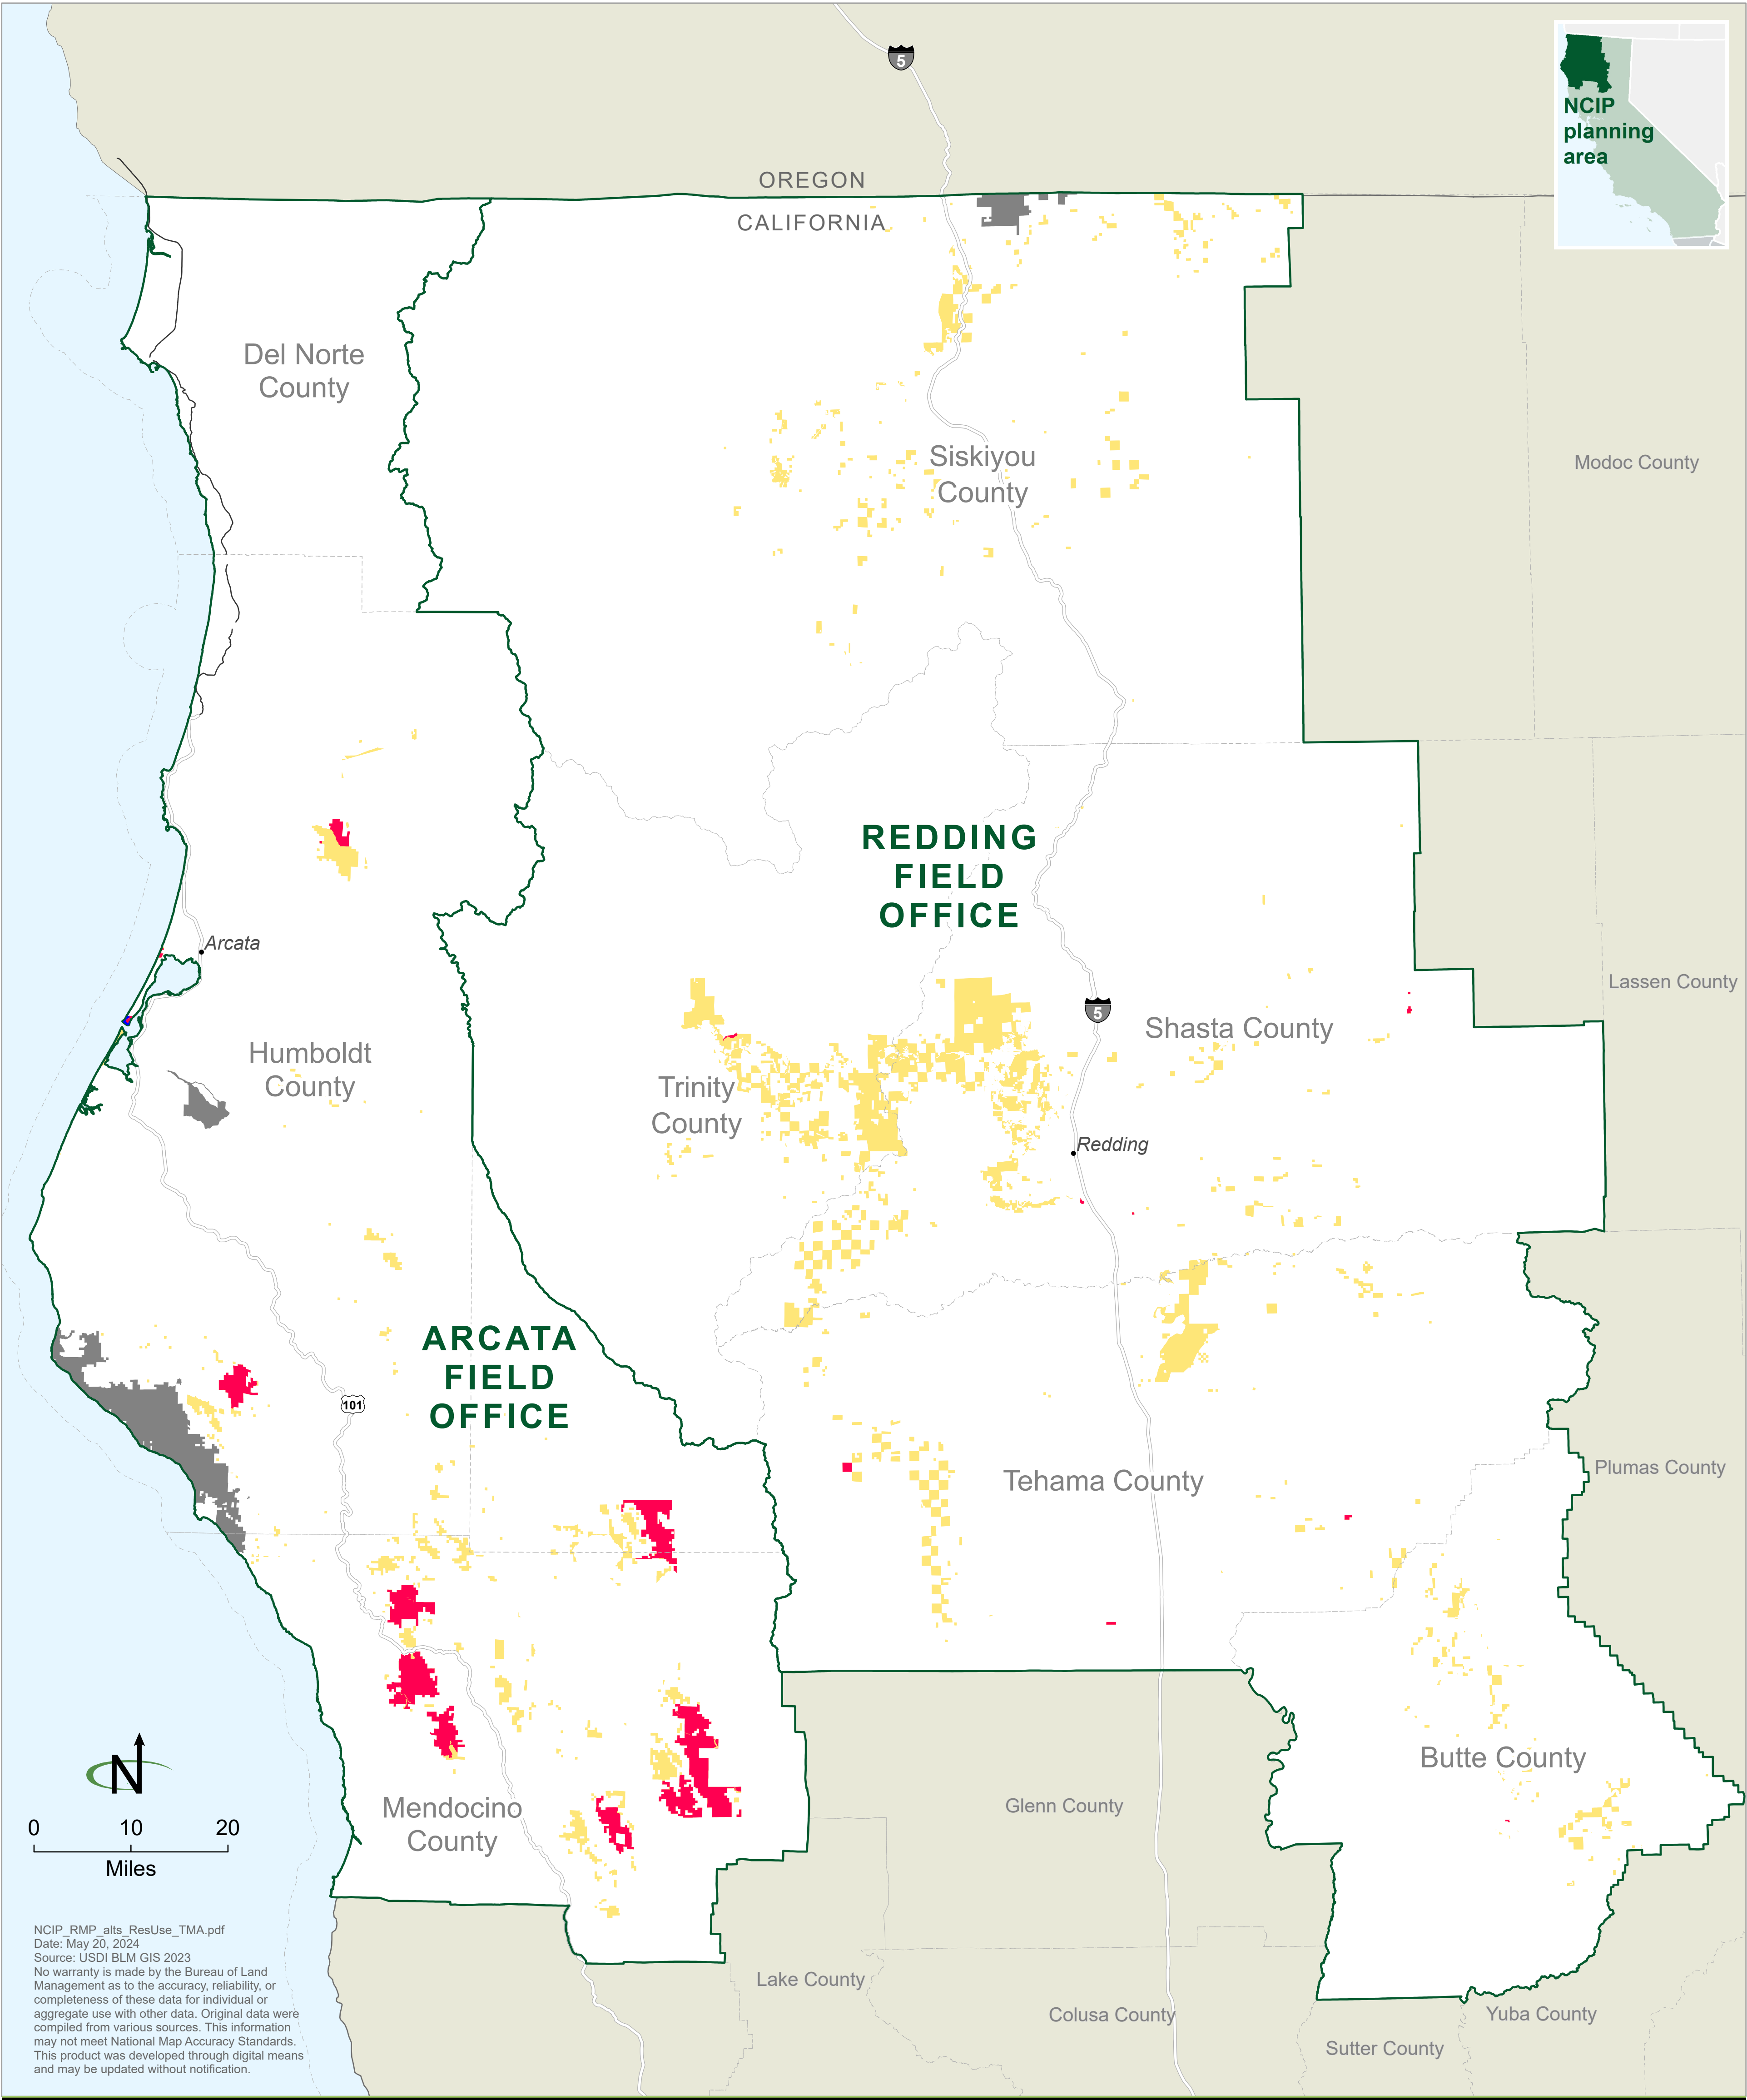 5
NCIP
planning
area
OREGON
CALIFORNIA
Del Norte
County
Siskiyou
County
Modoc County
REDDING
FIELD
OFFICE
Arcata
Lassen County
5
Shasta County
Humboldt
County
Trinity
County
Redding
ARCATA
FIELD
OFFICE
101
Tehama County
Plumas County
Butte County
N
Mendocino
County
Glenn County
0 10 20
Miles
NCIP_RMP_alts_ResUse_TMA.pdf
Date: May 20, 2024
Source: USDI BLM GIS 2023
No warranty is made by the Bureau of Land
Management as to the accuracy, reliability, or
completeness of these data for individual or
aggregate use with other data. Original data were
compiled from various sources. This information
may not meet National Map Accuracy Standards.
This product was developed through digital means
and may be updated without notification.
Lake County
Colusa County
Yuba County
Sutter County